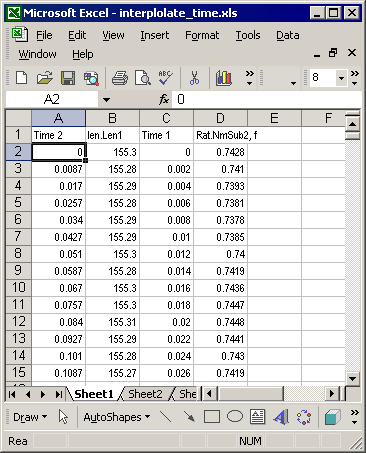 Microsoft Excel - interplolate_time.xls
File Edit View Insert Format Tools Data
Window Help
8
A2 fx 0
A B C D E F
1 Time 2 len.Len1 Time 1 Rat.NmSub2, f
2 0 155.3 0 0.7428
3 0.0087 155.28 0.002 0.741
4 0.017 155.29 0.004 0.7393
5 0.0257 155.28 0.006 0.7381
6 0.034 155.29 0.008 0.7378
7 0.0427 155.29 0.01 0.7385
8 0.051 155.3 0.012 0.74
9 0.0587 155.28 0.014 0.7419
10 0.067 155.3 0.016 0.7436
11 0.0757 155.3 0.018 0.7447
12 0.084 155.31 0.02 0.7448
13 0.0927 155.29 0.022 0.7441
14 0.101 155.28 0.024 0.743
15 0.1087 155.27 0.026 0.7419
Sheet1 Sheet2 She
Draw AutoShapes
Rea NUM